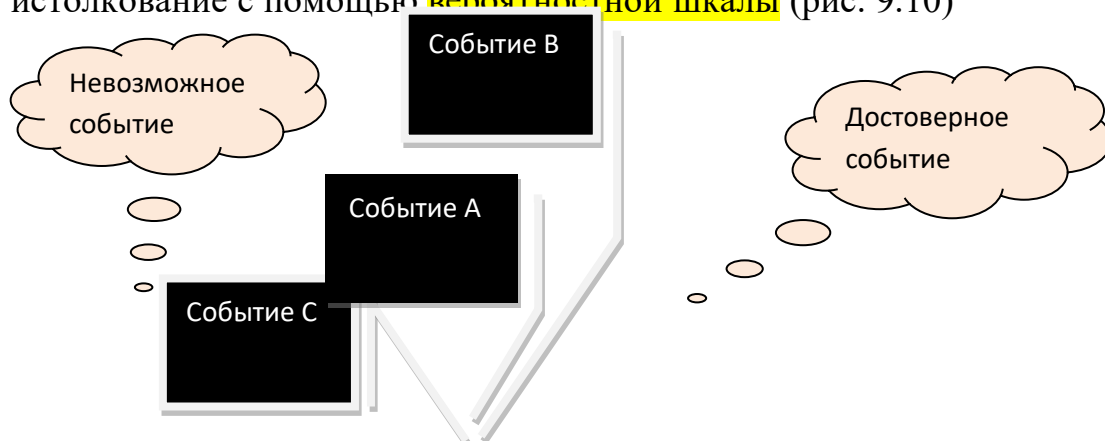 истолкование с помощью вероятностной шкалы (рис. 9.10)
Событие В
Невозможное
событие
Достоверное
событие
Событие А
Событие С